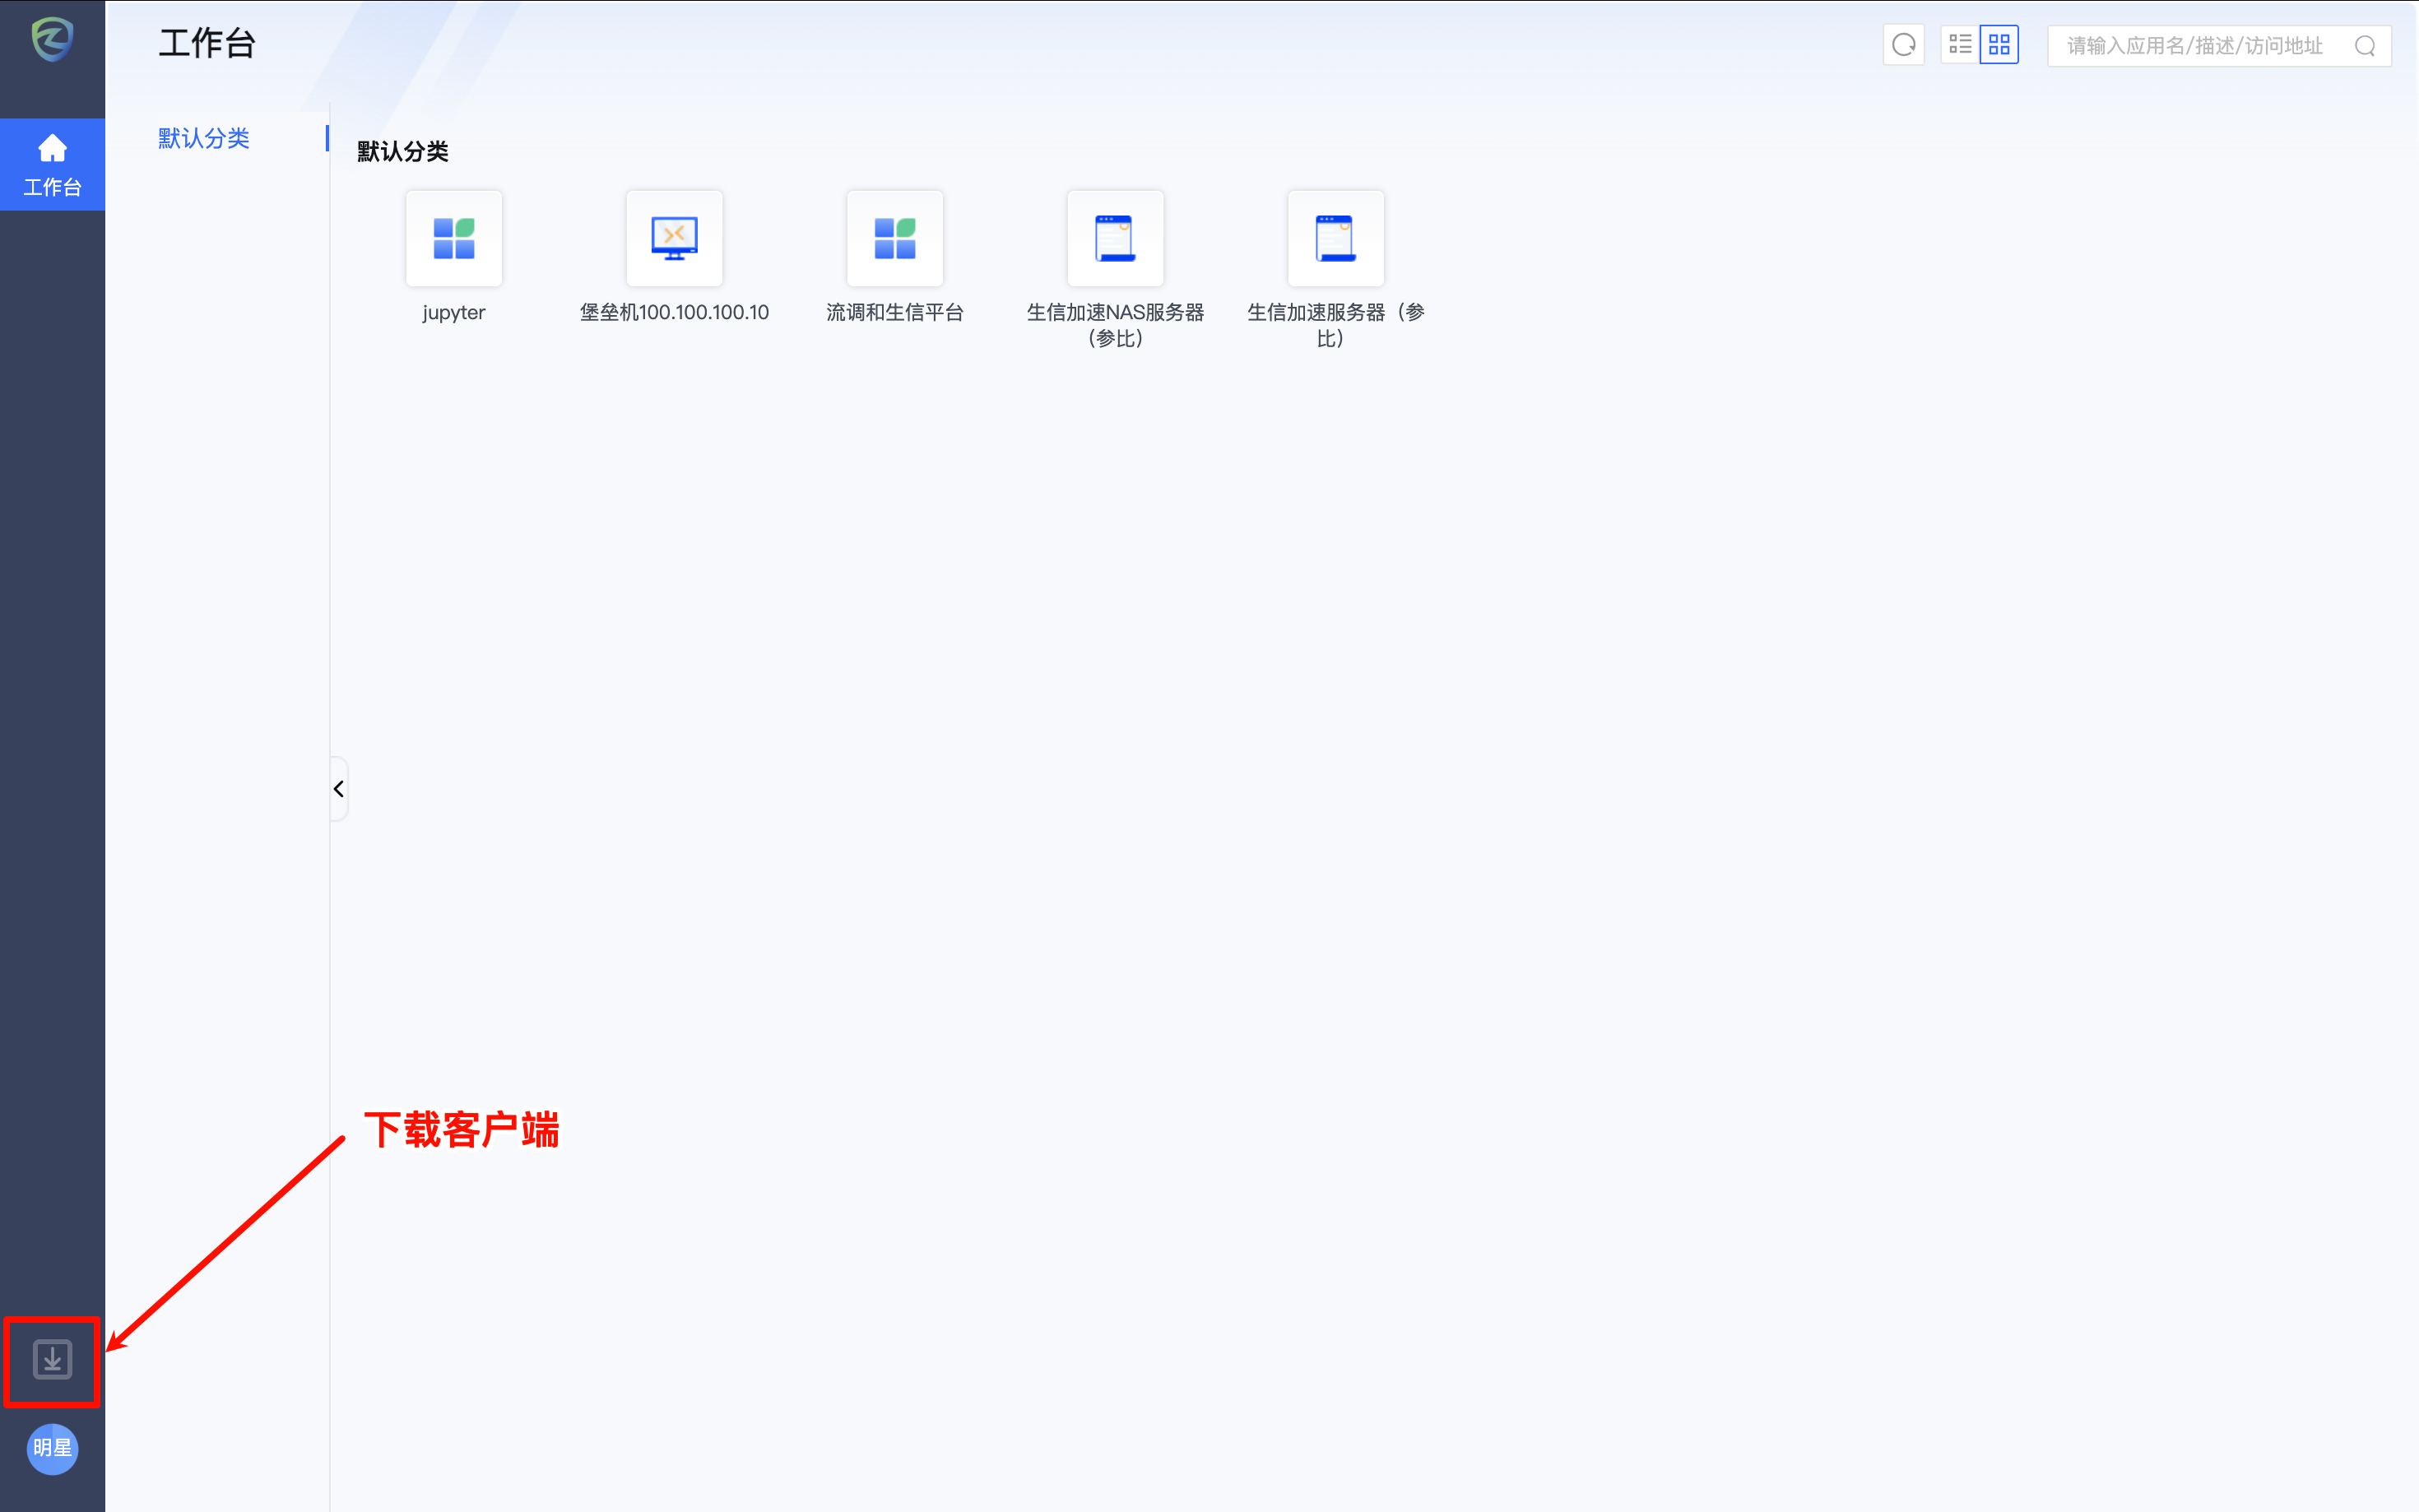 工作台
请输入应用名/描述/访问地址
工作台
默认分类
默认分类
jupyter
堡垒机100.100.100.10
流调和生信平台
生信加速NAS服务器
（参比）
生信加速服务器（参
比）
下载客户端
明星